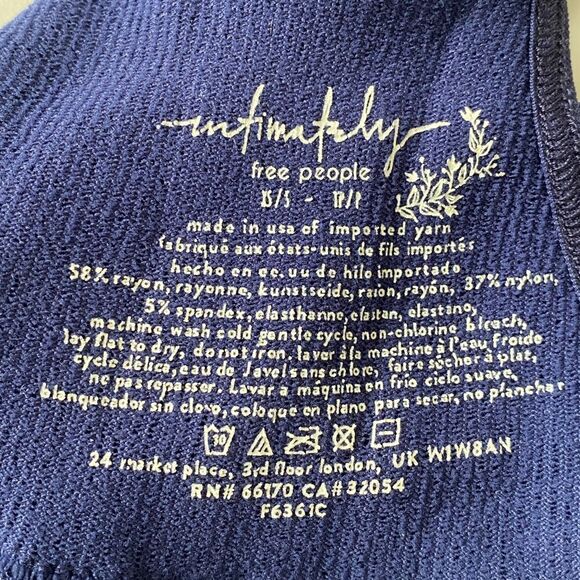 intimately
free people
XS/S - TP/P
made in usa of imported yarn
fabriqué aux états-unis de fils importés
hecho en ee.uu de hilo importado
58% rayon, rayonne, kunstseide, raion, rayón, 37% nylon,
5% spandex, elasthanne, elastan, elastano,
machine wash cold gentle cycle, non-chlorine bleach,
lay flat to dry, do not iron. laver à la machine à l'eau froide
cycle délica, eau de Javel sans chlore, faire sécher à plat,
ne pas repasser. Lavar a máquina en frio ciclo suave,
blanqueador sin cloro, coloque en plano para secar, no planchar
30
24 market place, 3rd floor london, UK W1W8AN
RN# 66170 CA# 32054
F6361C